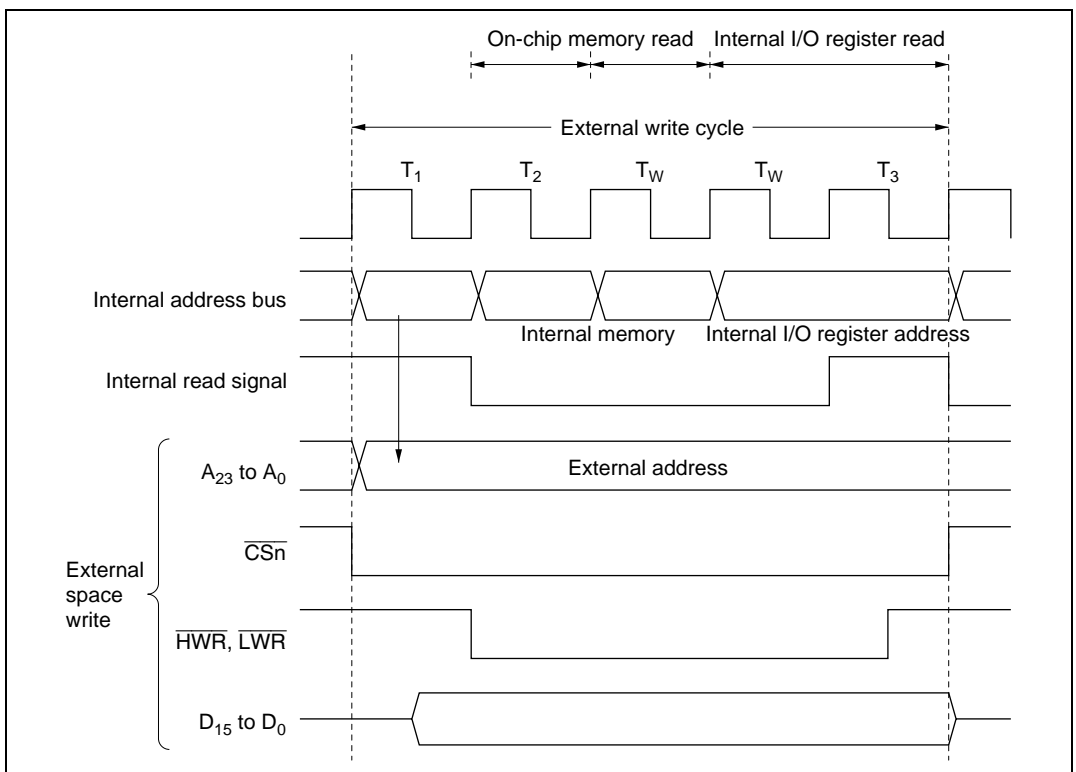 On-chip memory read Internal I/O register read
External write cycle
T1 T2 TW TW T3
Internal address bus
Internal memory Internal I/O register address
Internal read signal
A23 to A0 External address
CSn
External
space
write
HWR, LWR
D15 to D0